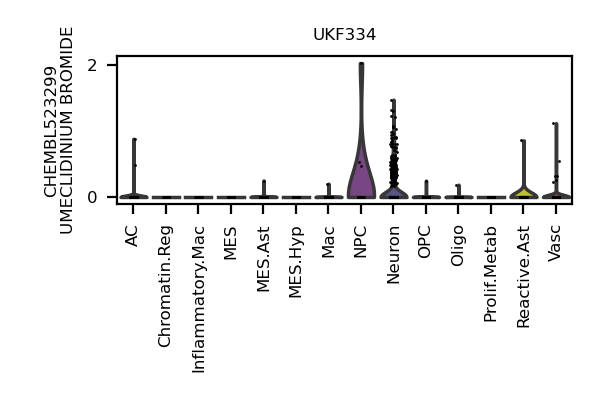 UKF334
CHEMBL523299
UMECLIDINIUM BROMIDE
2
0
AC
Chromatin.Reg
Inflammatory.Mac
MES
MES.Ast
MES.Hyp
Mac
NPC
Neuron
OPC
Oligo
Prolif.Metab
Reactive.Ast
Vasc